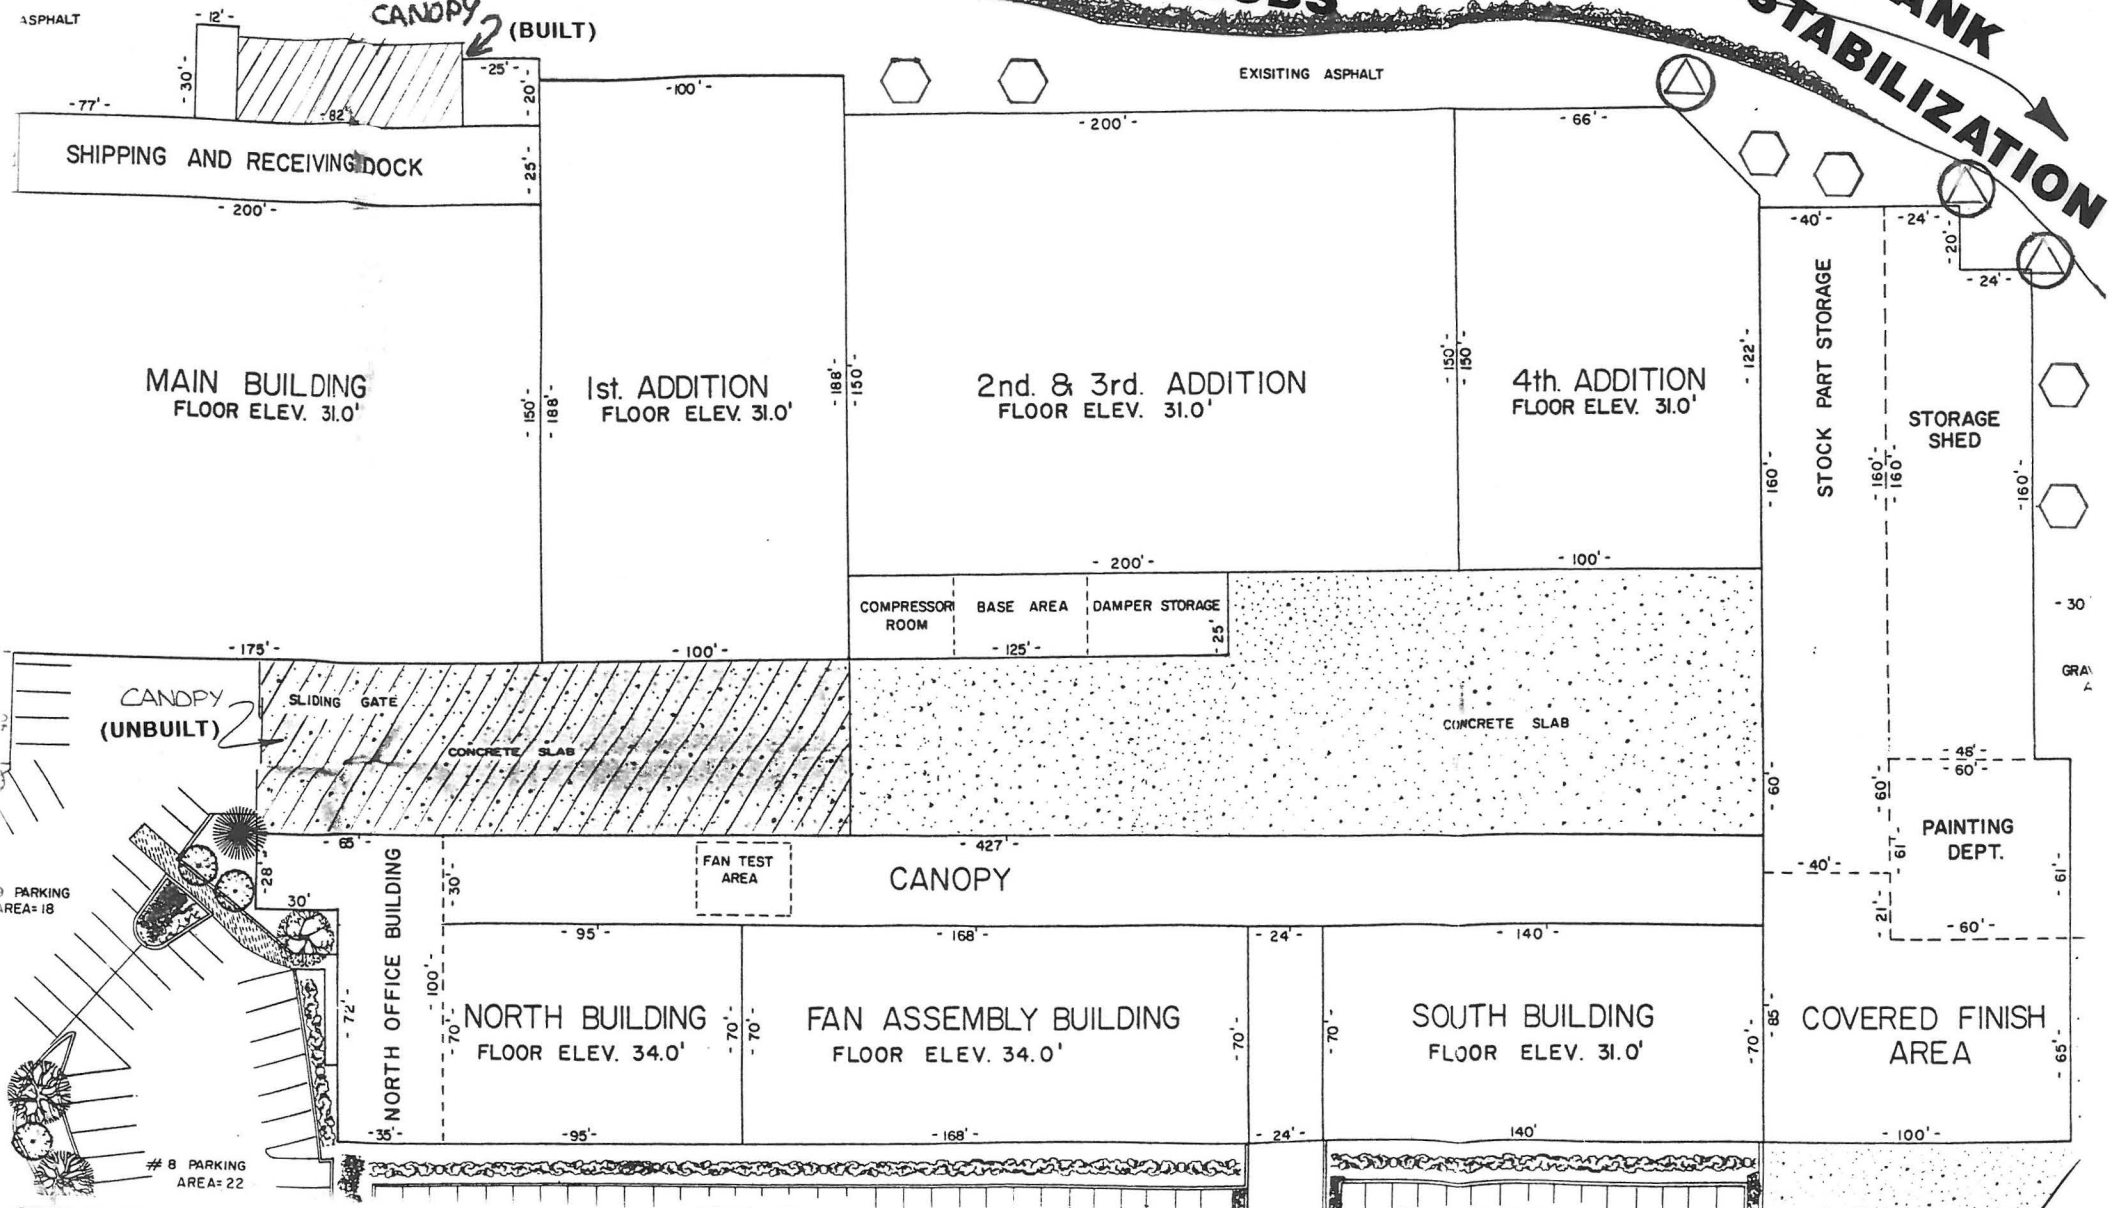 ASPHALT
- 12' -
CANOPY
(BUILT)
BS
ANK
STABILIZATION
- 30' -
- 25' -
- 20' -
- 77' -
- 82' -
- 100' -
EXISITING ASPHALT
- 200' -
- 66' -
SHIPPING AND RECEIVING DOCK
- 25' -
- 200' -
- 40' -
- 24' -
- 20' -
- 24' -
MAIN BUILDING
FLOOR ELEV. 31.0'
- 150' -
- 188' -
1st. ADDITION
FLOOR ELEV. 31.0'
- 188' -
- 150' -
2nd. & 3rd. ADDITION
FLOOR ELEV. 31.0'
- 150' -
- 150' -
4th. ADDITION
FLOOR ELEV. 31.0'
- 122' -
- 160' -
STOCK PART STORAGE
- 160' -
- 160' -
STORAGE
SHED
- 160' -
- 200' -
- 100' -
COMPRESSOR
ROOM
BASE AREA
DAMPER STORAGE
- 125' -
- 25' -
- 30
GRA
- 175' -
- 100' -
CANOPY
(UNBUILT)
SLIDING GATE
CONCRETE SLAB
CONCRETE SLAB
- 60' -
- 48' -
- 60' -
- 60' -
PAINTING
DEPT.
- 61' -
- 61' -
- 40' -
- 21' -
- 60' -
- 65' -
- 28' -
30'
- 30' -
FAN TEST
AREA
- 427' -
CANOPY
PARKING
AREA=18
NORTH OFFICE BUILDING
- 100' -
- 72' -
- 95' -
- 168' -
- 24' -
- 140' -
- 70' -
NORTH BUILDING
FLOOR ELEV. 34.0'
- 70' -
- 70' -
FAN ASSEMBLY BUILDING
FLOOR ELEV. 34.0'
- 70' -
- 70' -
SOUTH BUILDING
FLOOR ELEV. 31.0'
- 70' -
- 85' -
COVERED FINISH
AREA
- 65' -
- 35' -
- 95' -
- 168' -
- 24' -
140'
- 100' -
# 8 PARKING
AREA=22